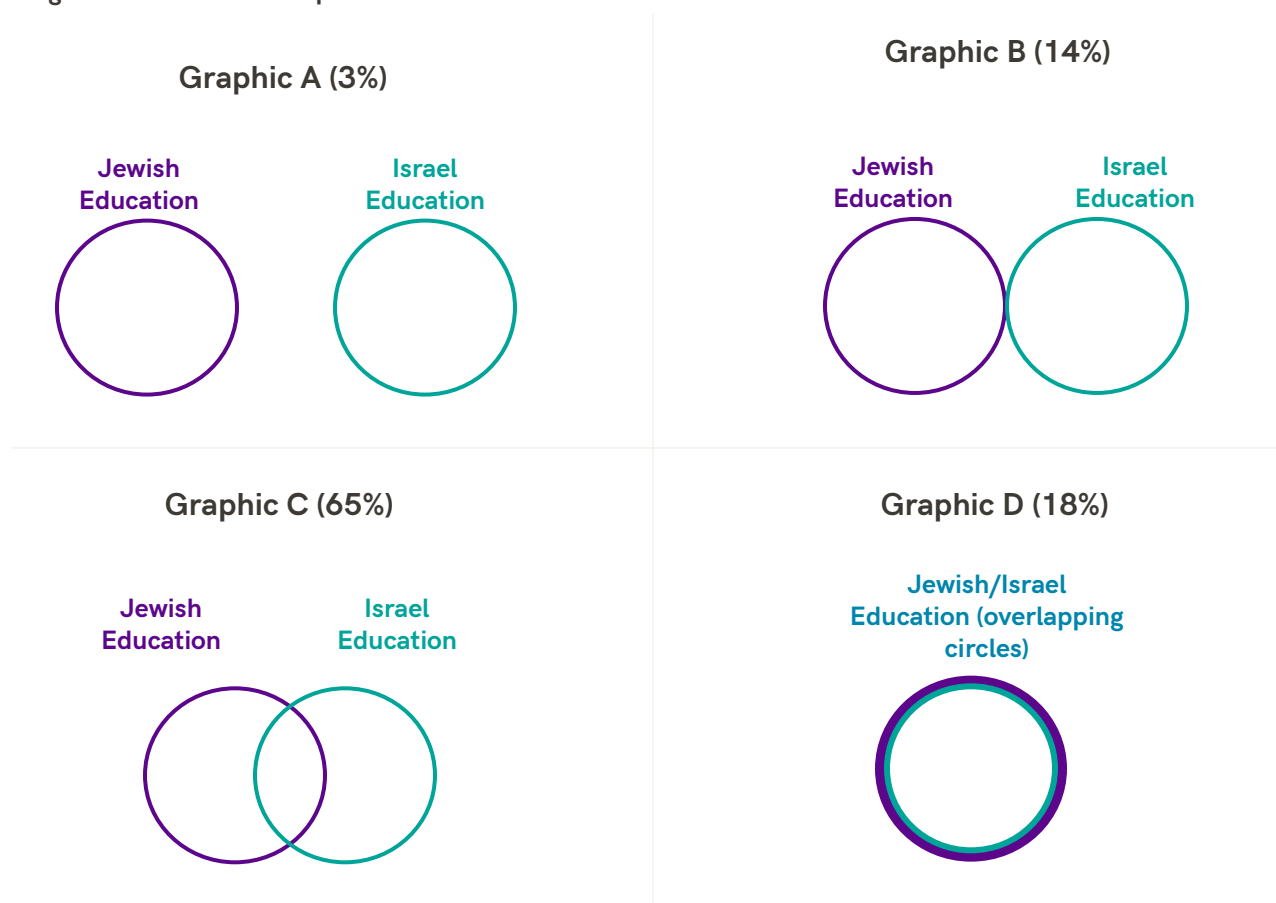 Graphic A (3%)
Graphic B (14%)
Jewish
Education
Israel
Education
Jewish
Education
Israel
Education
Graphic C (65%)
Graphic D (18%)
Jewish
Education
Israel
Education
Jewish/Israel
Education (overlapping
circles)